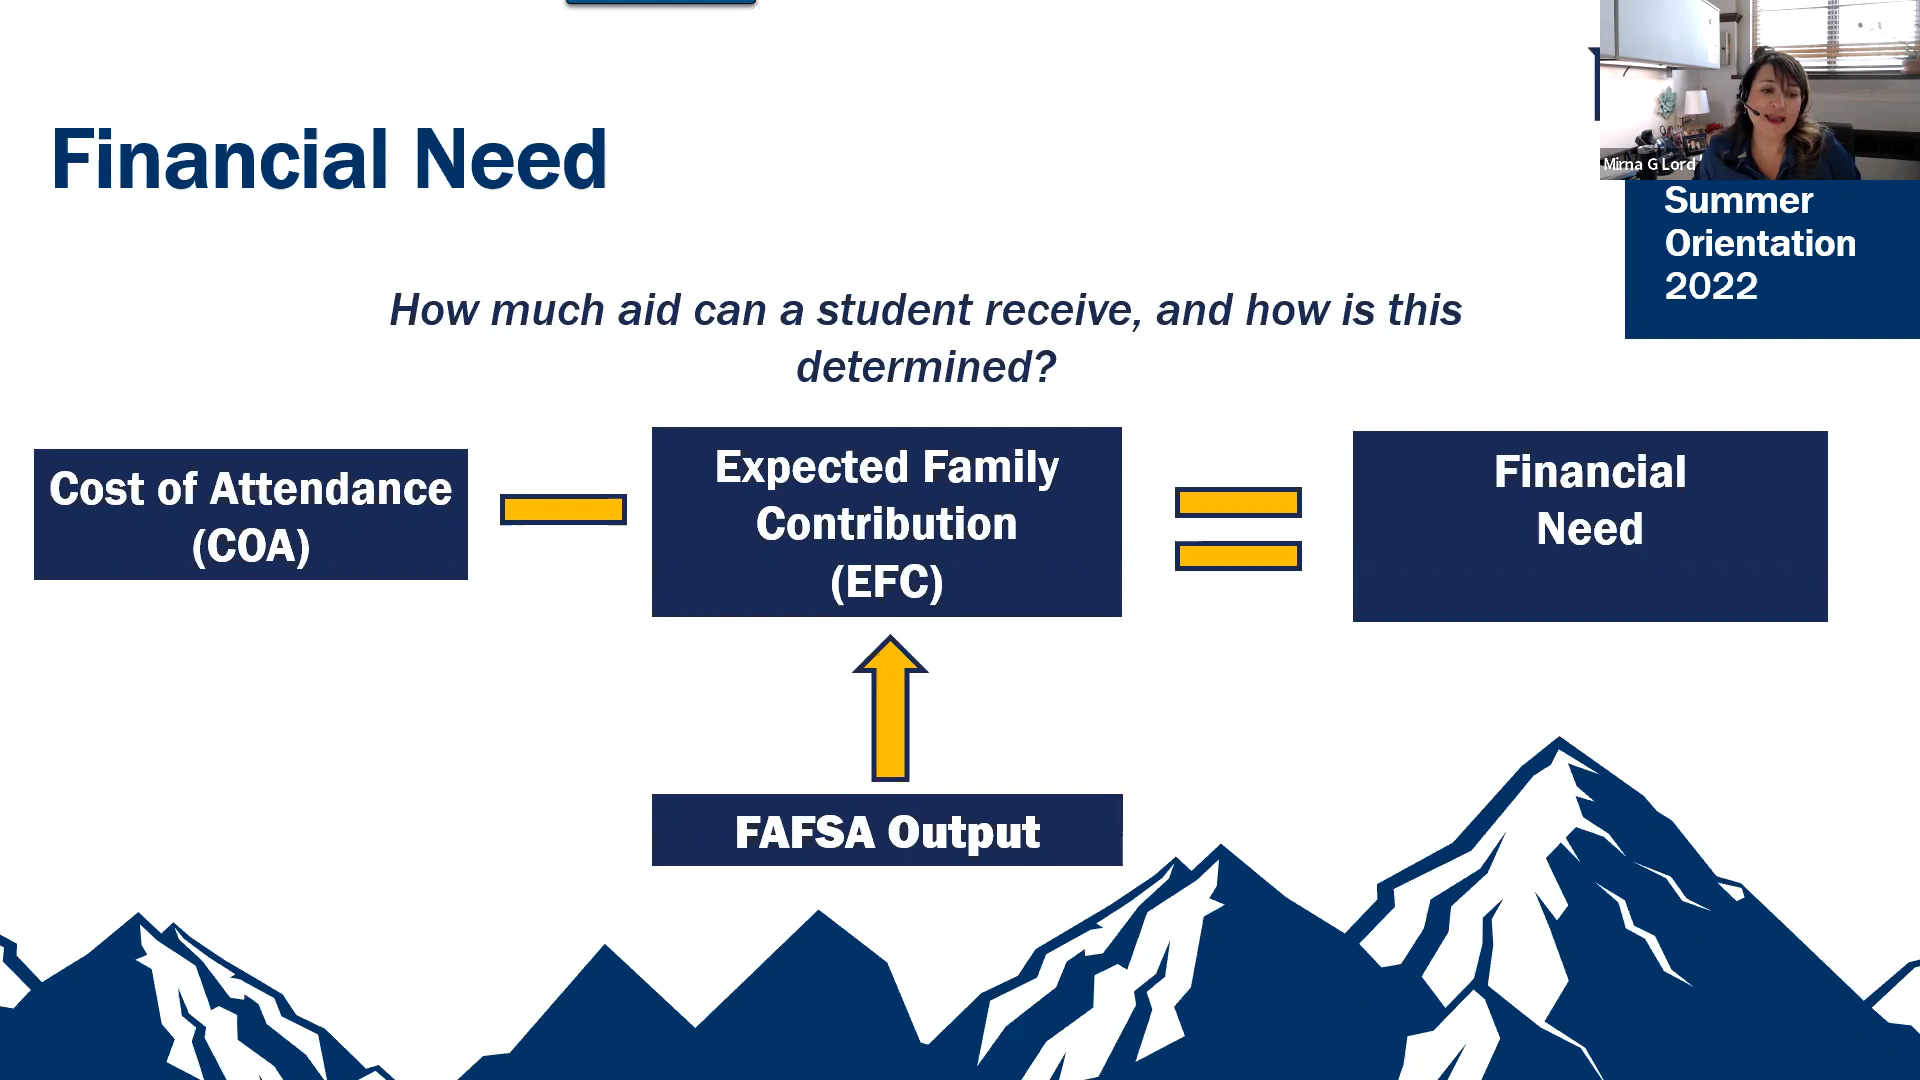 Financial Need
Mirna G Lord
Summer
Orientation
2022
How much aid can a student receive, and how is this
determined?
Cost of Attendance
(COA)
Expected Family
Contribution
(EFC)
Financial
Need
FAFSA Output